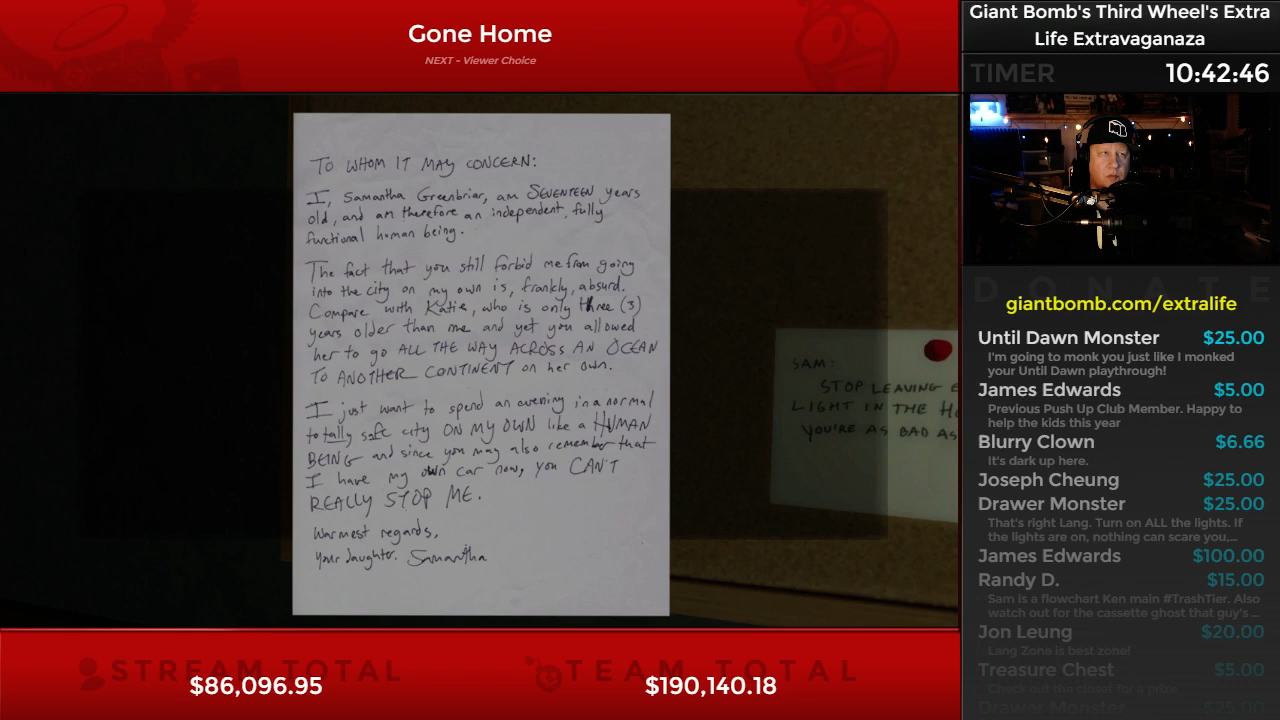 Gone Home
NEXT - Viewer Choice
TO WHOM IT MAY CONCERN:
I, Samantha Greenbriar, am SEVENTEEN years
old, and am therefore an independent, fully
functional human being.
The fact that you still forbid me from going
into the city on my own is, frankly, absurd.
Compare with Katie, who is only three (3)
years older than me and yet you allowed
her to go ALL THE WAY ACROSS AN OCEAN
TO ANOTHER CONTINENT on her own.
I just want to spend an evening in a normal
totally safe city ON MY OWN like a HUMAN
BEING and since you may also remember that
I have my own car now, you CAN'T
REALLY STOP ME.
Warmest regards,
your daughter. Samantha
SAM:
STOP LEAVING E
LIGHT IN THE HO
YOU'RE AS BAD AS
STREAM TOTAL
$86,096.95
TEAM TOTAL
$190,140.18
Giant Bomb's Third Wheel's Extra
Life Extravaganaza
TIMER 10:42:46
DONATE
giantbomb.com/extralife
Until Dawn Monster $25.00
I'm going to monk you just like I monked
your Until Dawn playthrough!
James Edwards $5.00
Previous Push Up Club Member. Happy to
help the kids this year
Blurry Clown $6.66
It's dark up here.
Joseph Cheung $25.00
Drawer Monster $25.00
That's right Lang. Turn on ALL the lights. If
the lights are on, nothing can scare you,...
James Edwards $100.00
Randy D. $15.00
Sam is a flowchart Ken main #TrashTier. Also
watch out for the cassette ghost that guy's ...
Jon Leung $20.00
Lang Zone is best zone!
Treasure Chest $5.00
Check out the closet for a prize
Drawer Monster $25.00